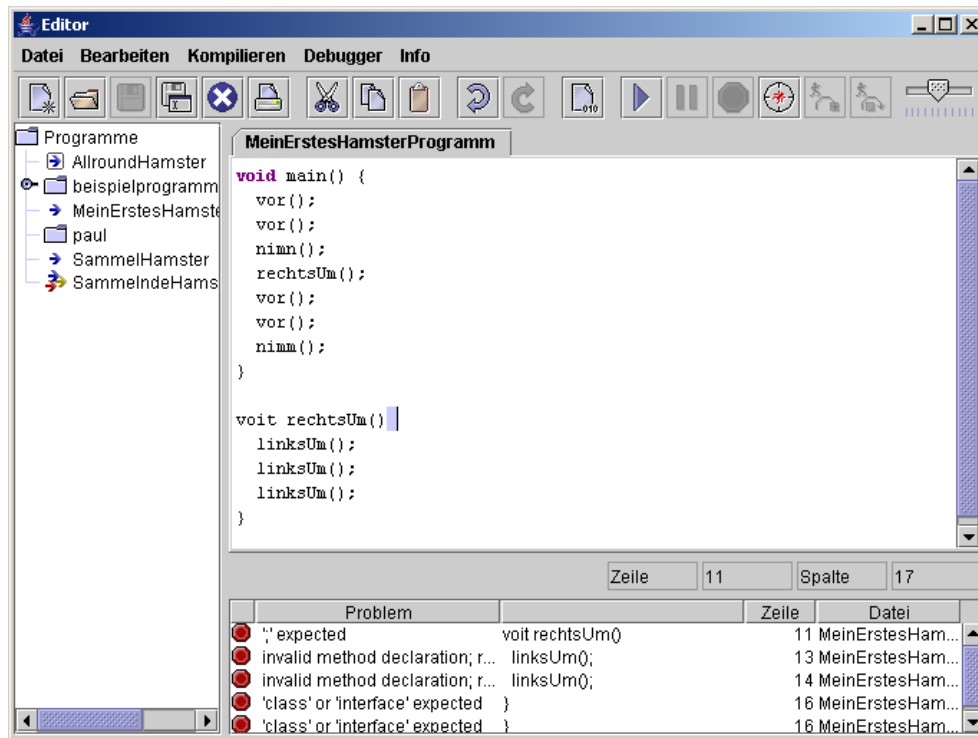 Editor
Datei Bearbeiten Kompilieren Debugger Info
Programme
AllroundHamster
beispielprogramm
MeinErstesHamste
paul
SammelHamster
SammelndeHams
MeinErstesHamsterProgramm
void main() {
vor();
vor();
nimn();
rechtsUm();
vor();
vor();
nimm();
}
voit rechtsUm()
linksUm();
linksUm();
linksUm();
}
Zeile 11 Spalte 17
Problem Zeile Datei
';' expected voit rechtsUm() 11 MeinErstesHam...
invalid method declaration; r... linksUm(); 13 MeinErstesHam...
invalid method declaration; r... linksUm(); 14 MeinErstesHam...
'class' or 'interface' expected } 16 MeinErstesHam...
'class' or 'interface' expected } 16 MeinErstesHam...